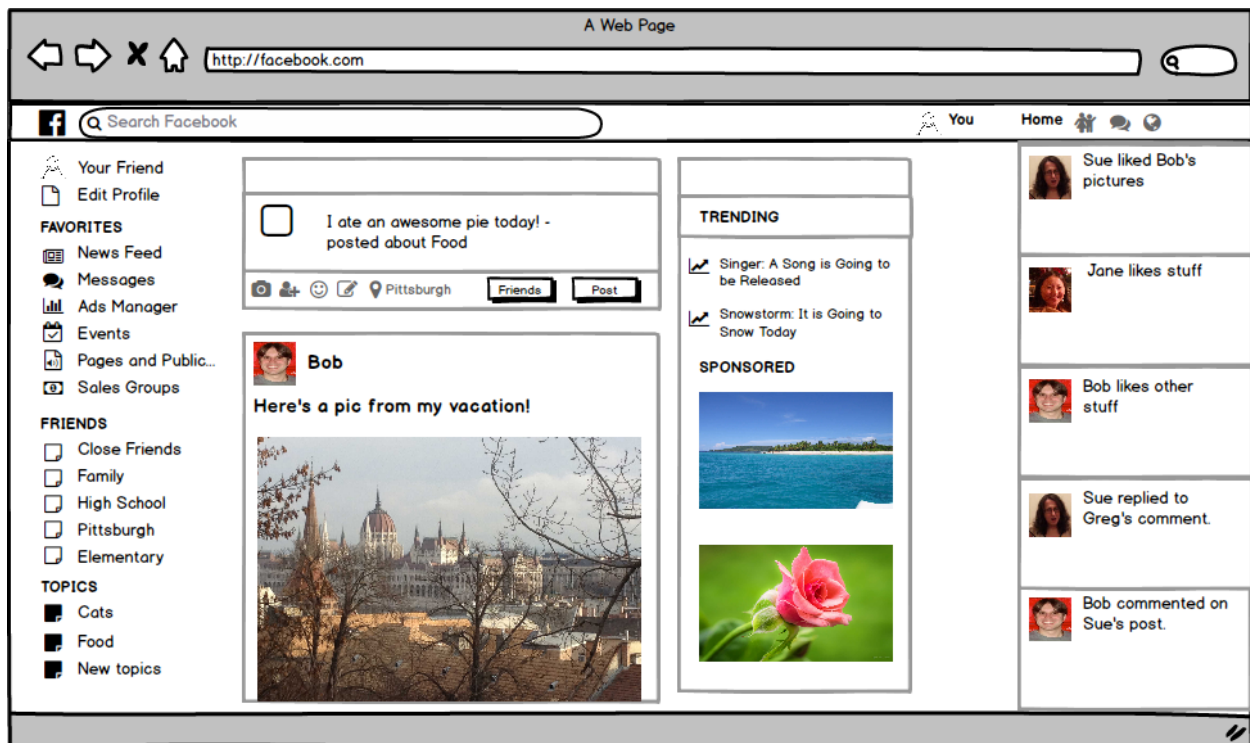 A Web Page
http://facebook.com
Search Facebook
You
Home
Your Friend
Edit Profile
FAVORITES
News Feed
Messages
Ads Manager
Events
Pages and Public...
Sales Groups
FRIENDS
Close Friends
Family
High School
Pittsburgh
Elementary
TOPICS
Cats
Food
New topics
I ate an awesome pie today! -
posted about Food
Pittsburgh
Friends
Post
Bob
Here's a pic from my vacation!
TRENDING
Singer: A Song is Going to
be Released
Snowstorm: It is Going to
Snow Today
SPONSORED
Sue liked Bob's
pictures
Jane likes stuff
Bob likes other
stuff
Sue replied to
Greg's comment.
Bob commented on
Sue's post.